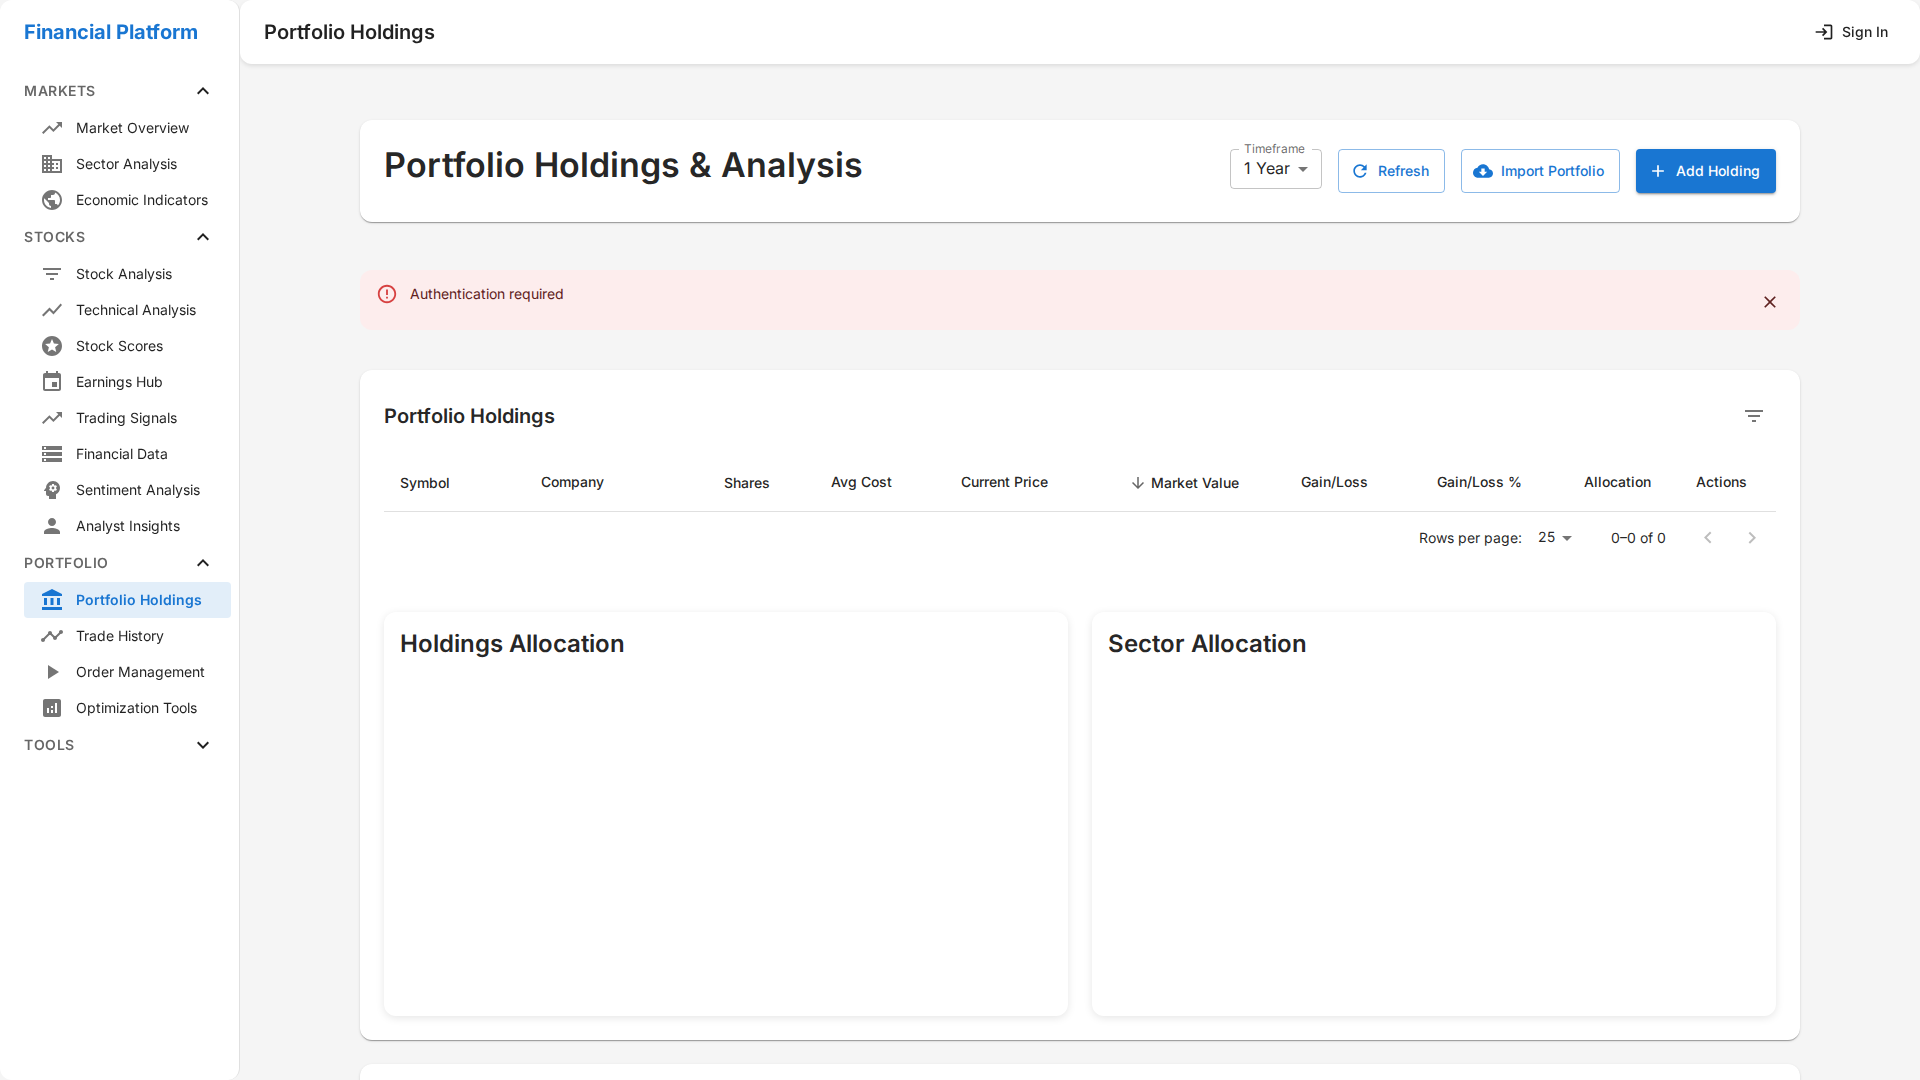 Financial Platform
Portfolio Holdings
Sign In
MARKETS
Market Overview
Sector Analysis
Economic Indicators
STOCKS
Stock Analysis
Technical Analysis
Stock Scores
Earnings Hub
Trading Signals
Financial Data
Sentiment Analysis
Analyst Insights
PORTFOLIO
Portfolio Holdings
Trade History
Order Management
Optimization Tools
TOOLS
Portfolio Holdings & Analysis
Timeframe
1 Year
Refresh
Import Portfolio
Add Holding
Authentication required
Portfolio Holdings
Symbol Company Shares Avg Cost Current Price Market Value Gain/Loss Gain/Loss % Allocation Actions
Rows per page: 25 0–0 of 0
Holdings Allocation
Sector Allocation